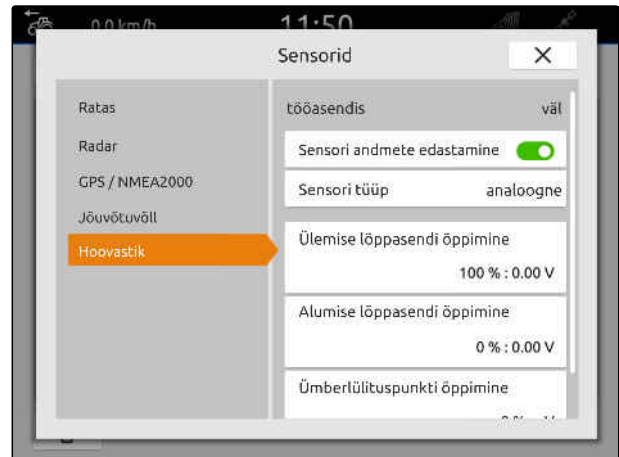 0.0 km/h 11:50
Sensorid
Ratas
Radar
GPS / NMEA2000
Jõuvõtuvõll
Hoovastik
tööasendis väl
Sensori andmete edastamine
Sensori tüüp analoogne
Ülemise lõppasendi õppimine
100 % : 0.00 V
Alumise lõppasendi õppimine
0 % : 0.00 V
Ümberlülituspunkti õppimine